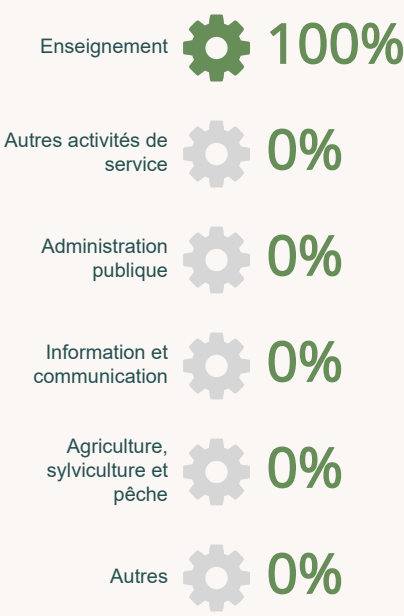 Enseignement 100%
Autres activités de
service 0%
Administration
publique 0%
Information et
communication 0%
Agriculture,
sylviculture et
pêche 0%
Autres 0%